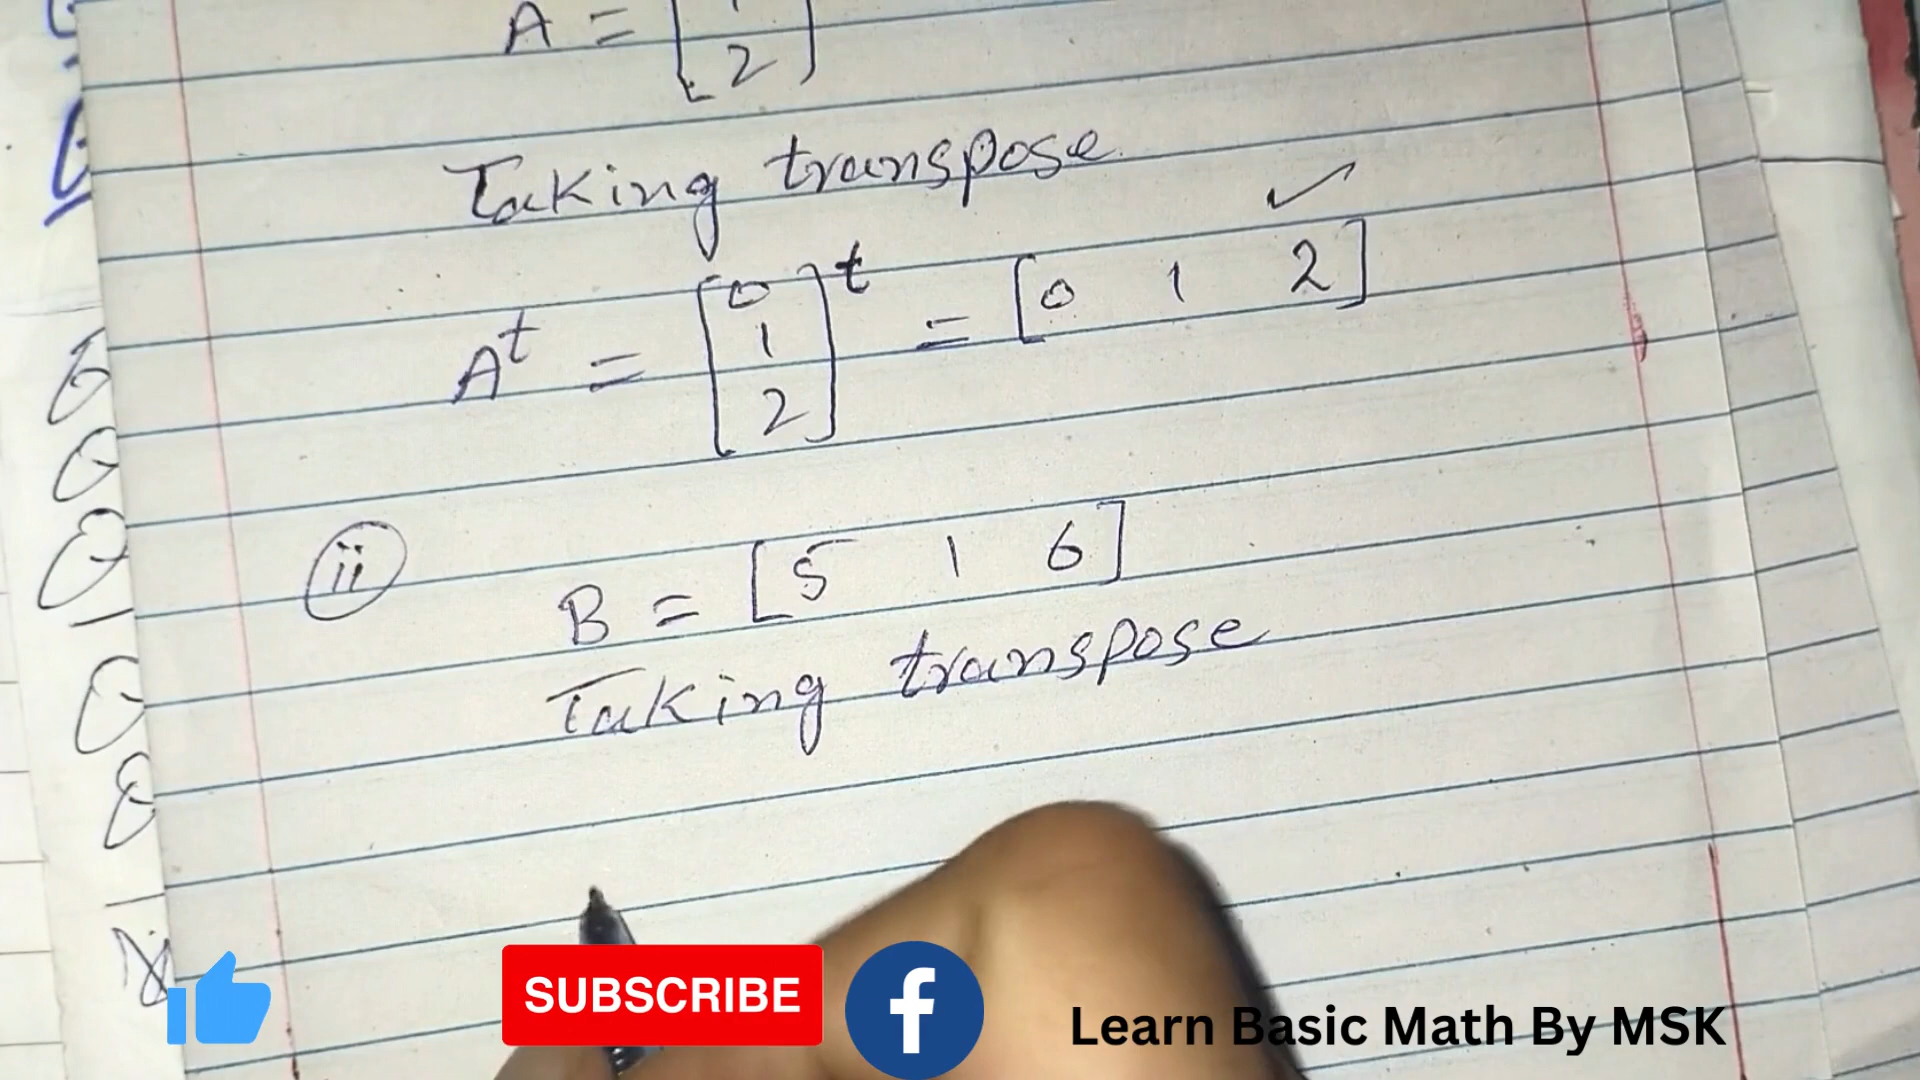 A = [ 1 2 ]
Taking transpose
A^t = [ 0 1 2 ]^t = [ 0 1 2 ] ✓
ii
B = [ 5 1 6 ]
Taking transpose
SUBSCRIBE
f
Learn Basic Math By MSK